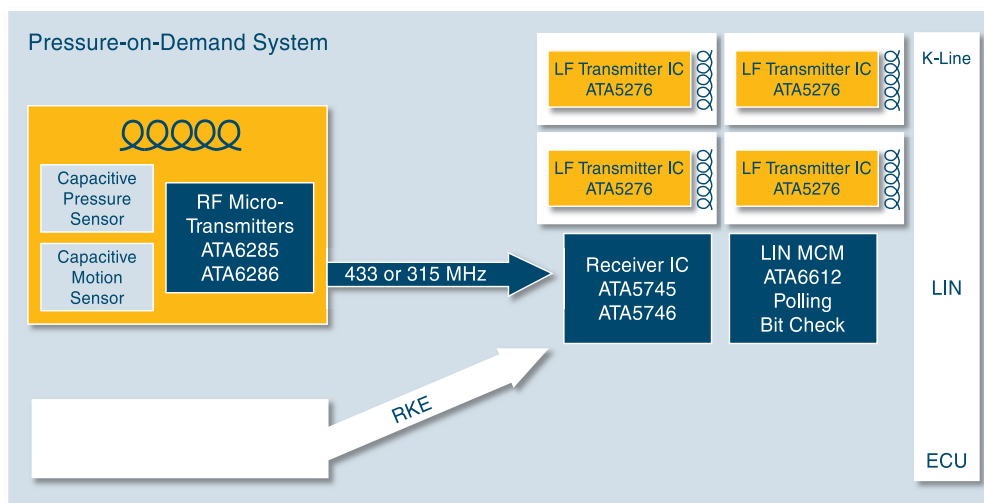 Pressure-on-Demand System
Capacitive
Pressure
Sensor
Capacitive
Motion
Sensor
RF Micro-
Transmitters
ATA6285
ATA6286
433 or 315 MHz
RKE
LF Transmitter IC
ATA5276
LF Transmitter IC
ATA5276
LF Transmitter IC
ATA5276
LF Transmitter IC
ATA5276
Receiver IC
ATA5745
ATA5746
LIN MCM
ATA6612
Polling
Bit Check
K-Line
LIN
ECU